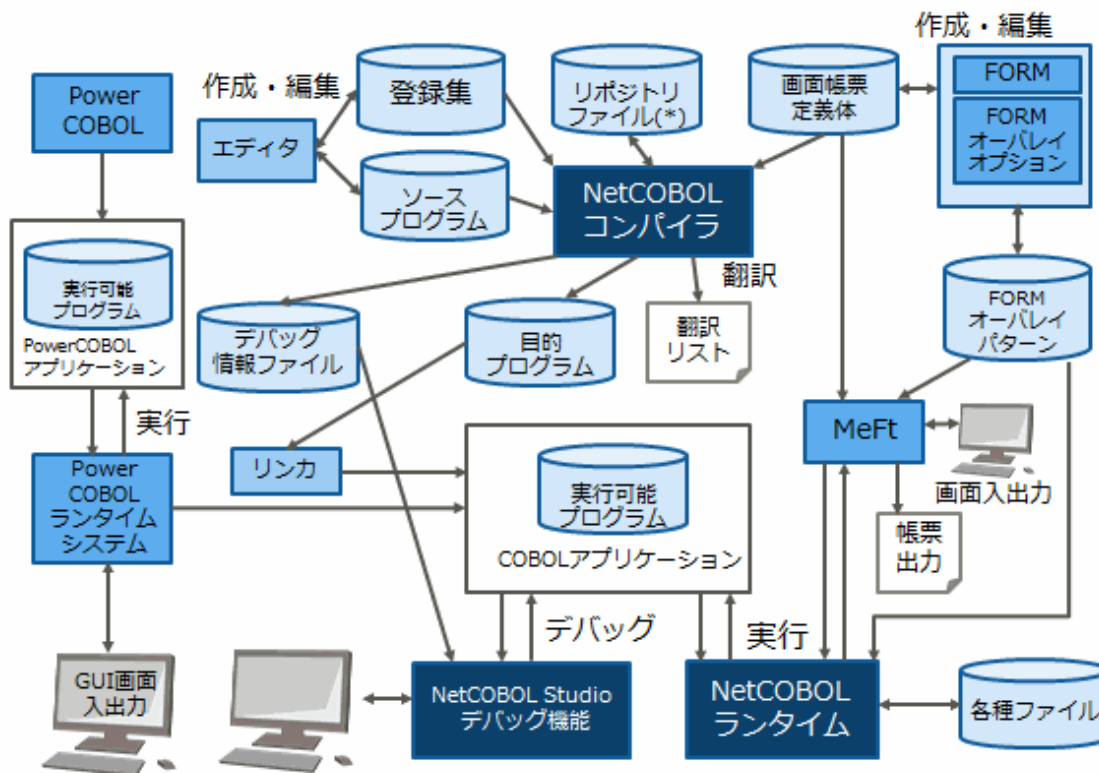 作成・編集
FORM
FORM
オーバレイ
オプション
Power
COBOL
作成・編集
登録集
リポジトリ
ファイル(*)
画面帳票
定義体
エディタ
ソース
プログラム
NetCOBOL
コンパイラ
翻訳
実行可能
プログラム
PowerCOBOL
アプリケーション
デバッグ
情報ファイル
目的
プログラム
翻訳
リスト
FORM
オーバレイ
パターン
実行
MeFt
画面入出力
リンカ
Power
COBOL
ランタイム
システム
実行可能
プログラム
COBOLアプリケーション
帳票
出力
デバッグ
実行
GUI画面
入出力
NetCOBOL Studio
デバッグ機能
NetCOBOL
ランタイム
各種ファイル